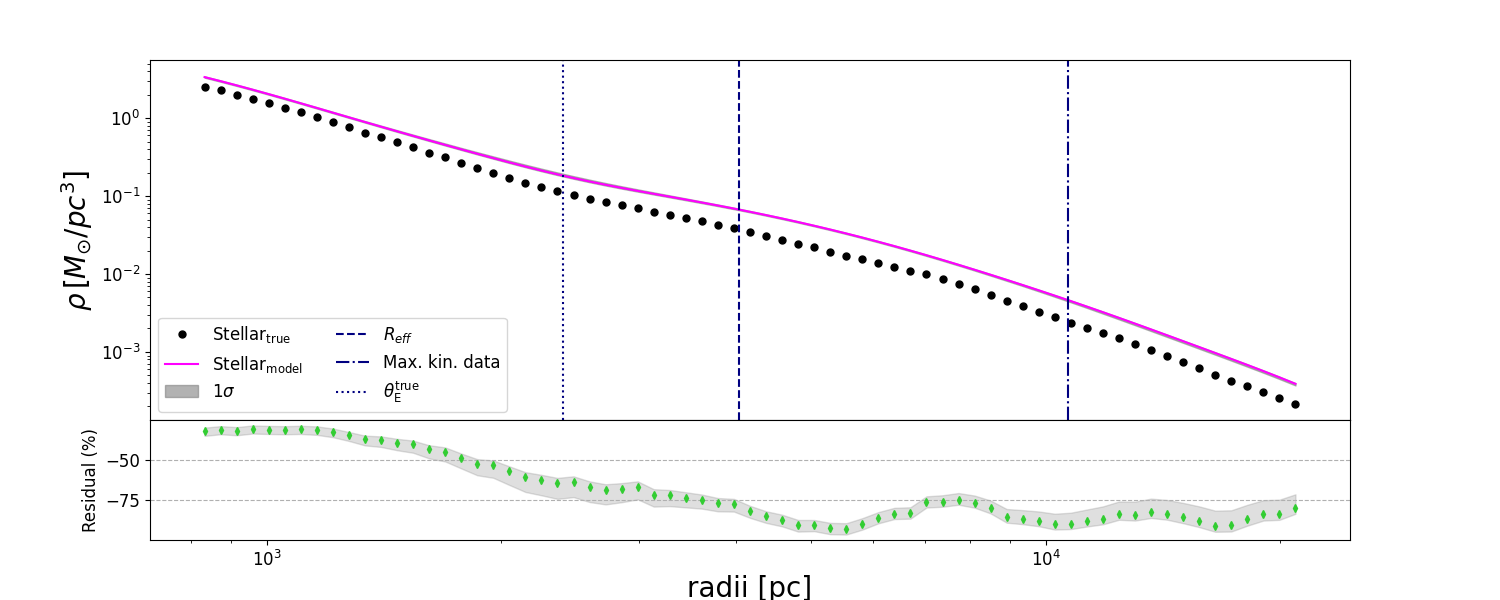 ρ [M⊙/pc³]
10⁰
10⁻¹
10⁻²
10⁻³
Stellar_true
Stellar_model
1σ
R_eff
Max. kin. data
θ_E^true
Residual (%)
−50
−75
10³
10⁴
radii [pc]